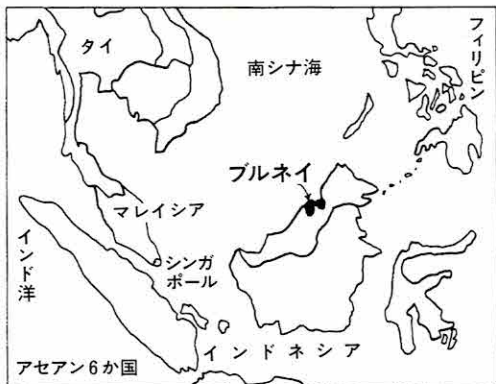 タイ
南シナ海
フィリピン
ブルネイ
マレイシア
シンガ
ポール
インド洋
インドネシア
アセアン6か国